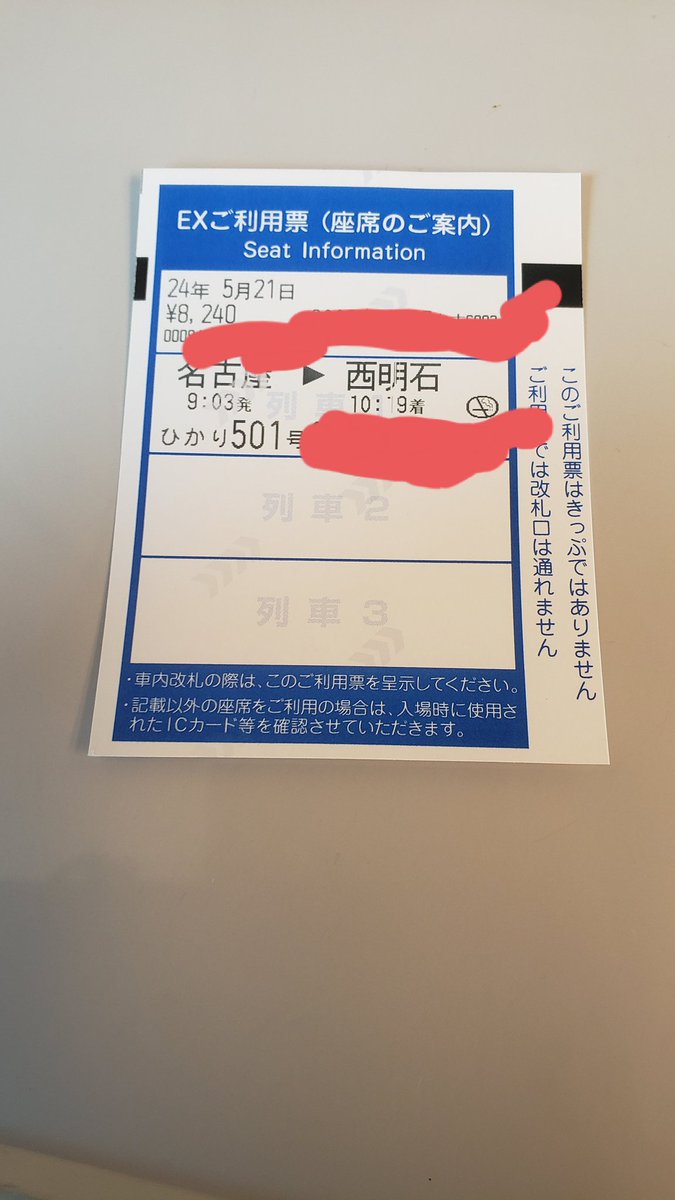 EXご利用票（座席のご案内）
Seat Information
24年 5月21日
¥8,240
名古屋 ▶ 西明石
9:03発 10:19着
ひかり501号
列車2
列車3
・車内改札の際は、このご利用票を呈示してください。
・記載以外の座席をご利用の場合は、入場時に使用さ
れたICカード等を確認させていただきます。
このご利用票はきっぷではありません
ご利用 では改札口は通れません